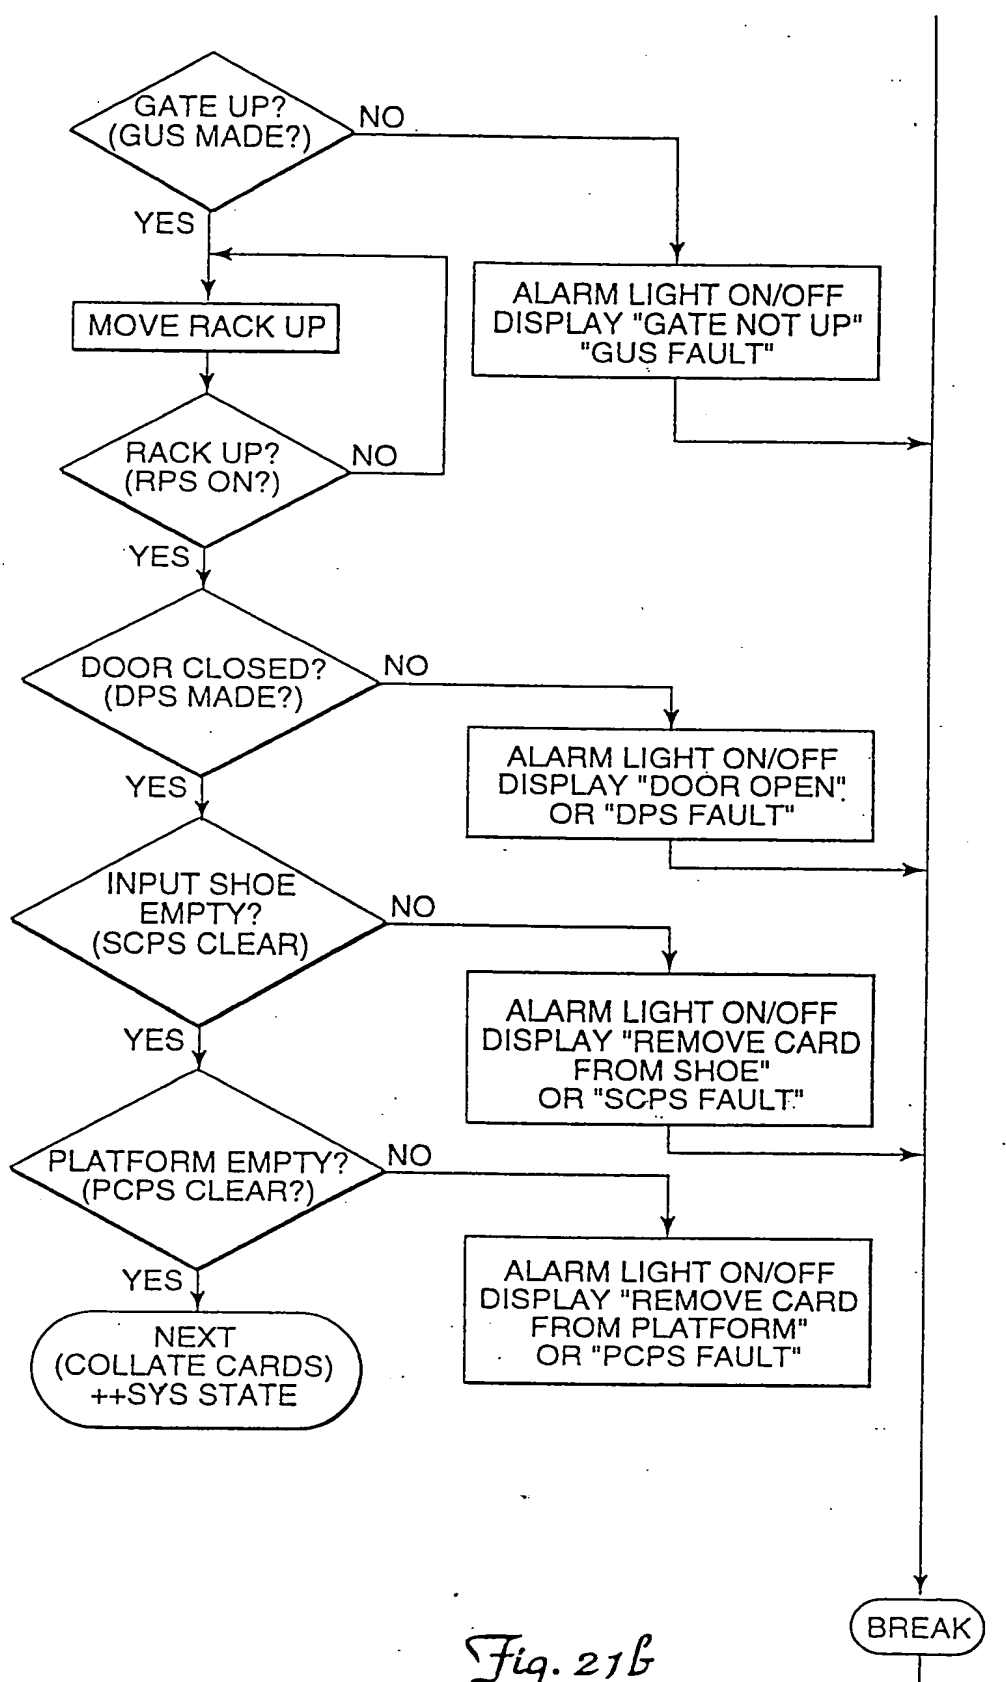 GATE UP?
(GUS MADE?)
NO
YES
ALARM LIGHT ON/OFF
DISPLAY "GATE NOT UP"
"GUS FAULT"
MOVE RACK UP
RACK UP?
(RPS ON?)
NO
YES
DOOR CLOSED?
(DPS MADE?)
NO
YES
ALARM LIGHT ON/OFF
DISPLAY "DOOR OPEN"
OR "DPS FAULT"
INPUT SHOE
EMPTY?
(SCPS CLEAR)
NO
YES
ALARM LIGHT ON/OFF
DISPLAY "REMOVE CARD
FROM SHOE"
OR "SCPS FAULT"
PLATFORM EMPTY?
(PCPS CLEAR?)
NO
YES
ALARM LIGHT ON/OFF
DISPLAY "REMOVE CARD
FROM PLATFORM"
OR "PCPS FAULT"
NEXT
(COLLATE CARDS)
++SYS STATE
BREAK
Fig. 21b